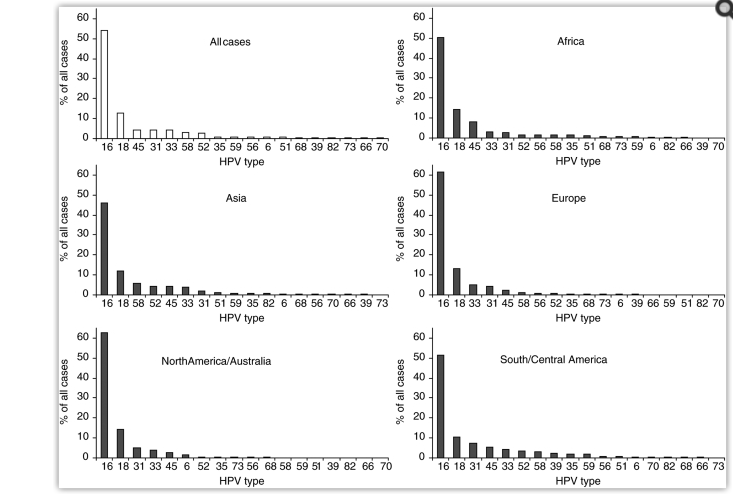 60
50
40
30
20
10
0
% of all cases
Allcases
16 18 45 31 33 58 52 35 59 56 6 51 68 39 82 73 66 70
HPV type
60
50
40
30
20
10
0
% of all cases
Africa
16 18 45 33 31 52 56 58 35 51 68 73 59 6 82 66 39 70
HPV type
60
50
40
30
20
10
0
% of all cases
Asia
16 18 58 52 45 33 31 51 59 35 82 6 68 56 70 66 39 73
HPV type
60
50
40
30
20
10
0
% of all cases
Europe
16 18 33 31 45 58 56 52 35 68 73 6 39 66 59 51 82 70
HPV type
60
50
40
30
20
10
0
% of all cases
NorthAmerica/Australia
16 18 31 33 45 6 52 35 73 56 68 58 59 51 39 82 66 70
HPV type
60
50
40
30
20
10
0
% of all cases
South/Central America
16 18 31 45 33 52 58 39 35 59 56 51 6 70 82 68 66 73
HPV type